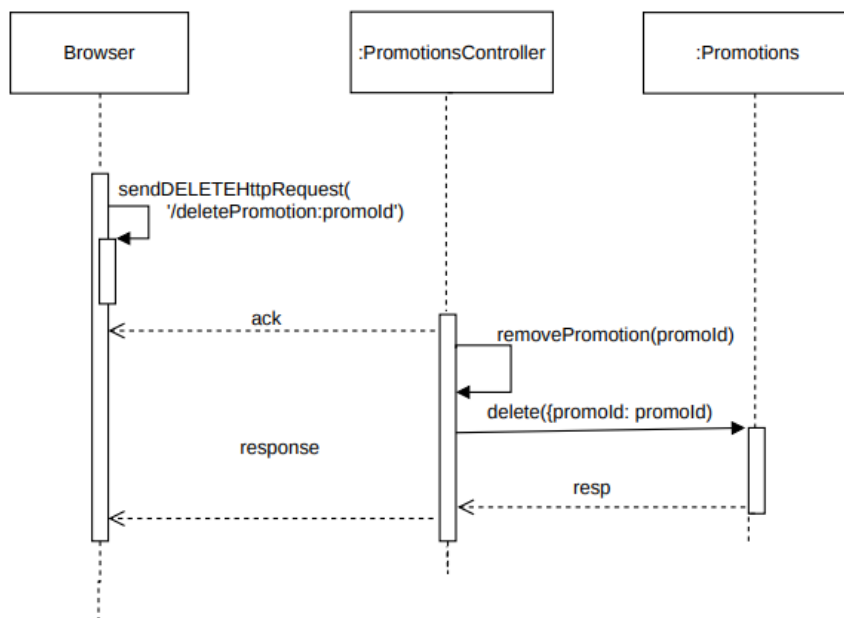 Browser
:PromotionsController
:Promotions
sendDELETEHttpRequest(
'/deletePromotion:promoId')
ack
removePromotion(promoId)
delete({promoId: promoId)
response
resp